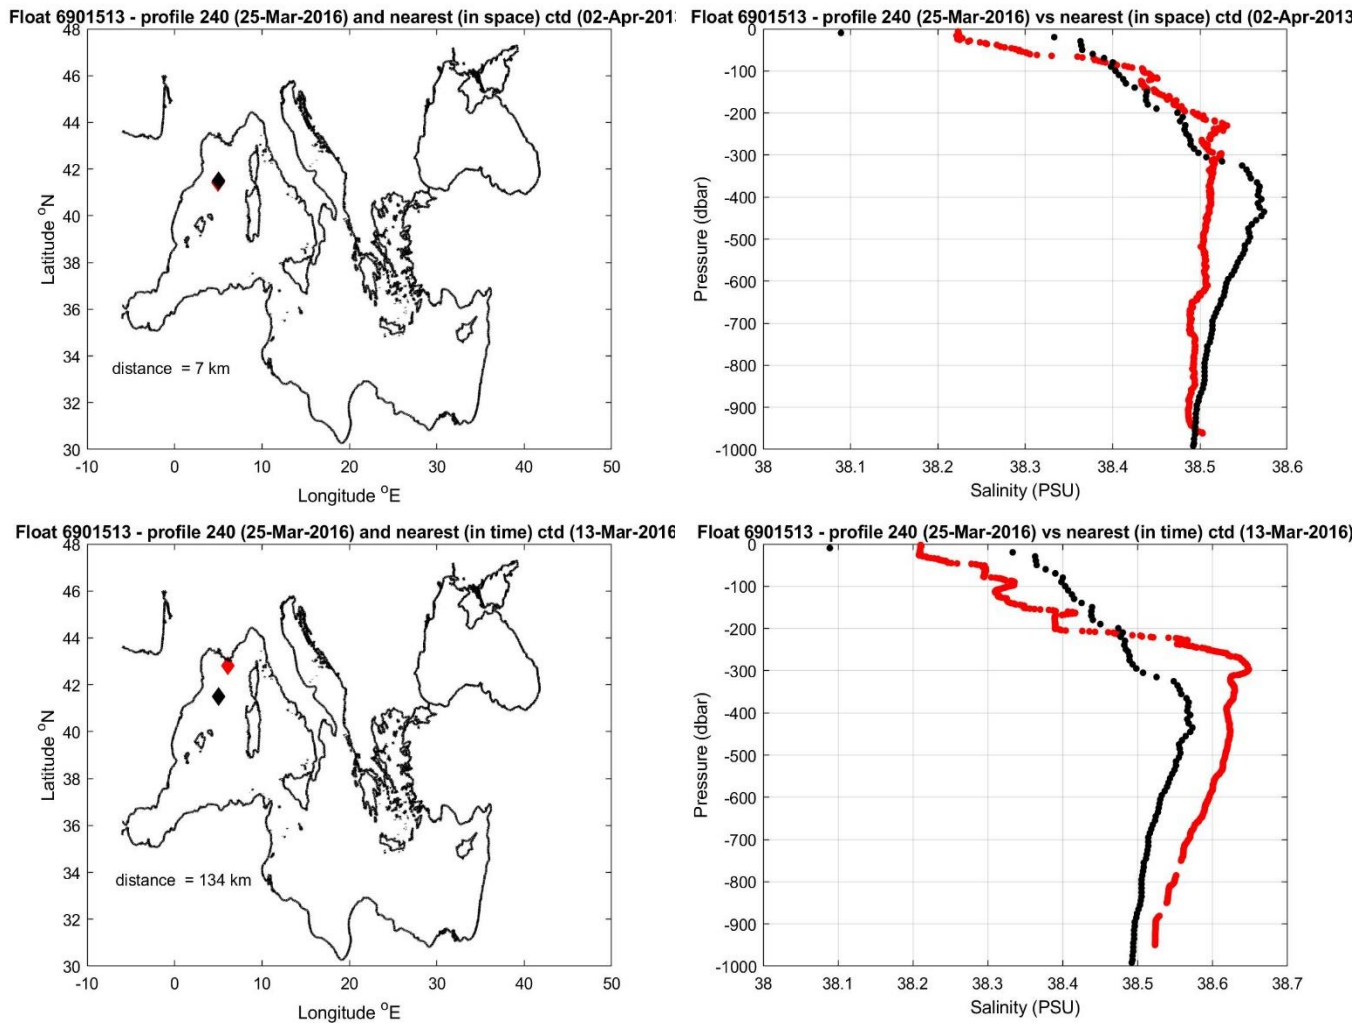 Float 6901513 - profile 240 (25-Mar-2016) and nearest (in space) ctd (02-Apr-201
48
46
44
42
40
38
36
34
32
30
Latitude °N
distance = 7 km
-10 0 10 20 30 40 50
Longitude °E
Float 6901513 - profile 240 (25-Mar-2016) vs nearest (in space) ctd (02-Apr-2013
0
-100
-200
-300
-400
-500
-600
-700
-800
-900
-1000
Pressure (dbar)
38 38.1 38.2 38.3 38.4 38.5 38.6
Salinity (PSU)
Float 6901513 - profile 240 (25-Mar-2016) and nearest (in time) ctd (13-Mar-2016
48
46
44
42
40
38
36
34
32
30
Latitude °N
distance = 134 km
-10 0 10 20 30 40 50
Longitude °E
Float 6901513 - profile 240 (25-Mar-2016) vs nearest (in time) ctd (13-Mar-2016)
0
-100
-200
-300
-400
-500
-600
-700
-800
-900
-1000
Pressure (dbar)
38 38.1 38.2 38.3 38.4 38.5 38.6 38.7
Salinity (PSU)